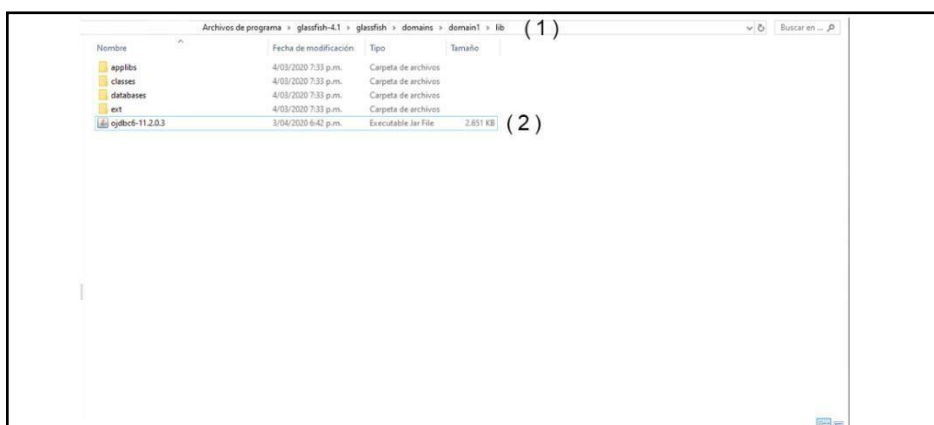 Archivos de programa > glassfish-4.1 > glassfish > domains > domain1 > lib (1) Buscar en ...
Nombre Fecha de modificación Tipo Tamaño
applibs 4/03/2020 7:33 p.m. Carpeta de archivos
classes 4/03/2020 7:33 p.m. Carpeta de archivos
databases 4/03/2020 7:33 p.m. Carpeta de archivos
ext 4/03/2020 7:33 p.m. Carpeta de archivos
ojdbc6-11.2.0.3 3/04/2020 6:42 p.m. Executable Jar File 2.651 KB (2)